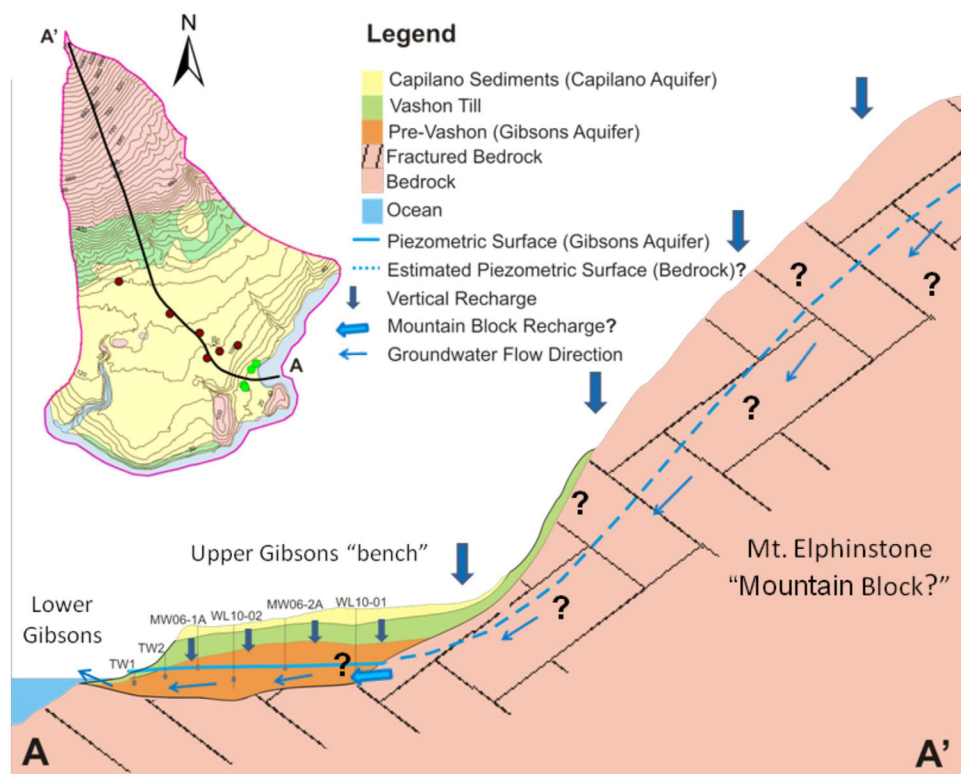 A'
N
A
Legend
Capilano Sediments (Capilano Aquifer)
Vashon Till
Pre-Vashon (Gibsons Aquifer)
Fractured Bedrock
Bedrock
Ocean
Piezometric Surface (Gibsons Aquifer)
Estimated Piezometric Surface (Bedrock)?
Vertical Recharge
Mountain Block Recharge?
Groundwater Flow Direction
?
?
?
?
?
?
Upper Gibsons “bench”
Lower
Gibsons
Mt. Elphinstone
“Mountain Block?”
TW1
TW2
MW06-1A
WL10-02
MW06-2A
WL10-01
A
A’